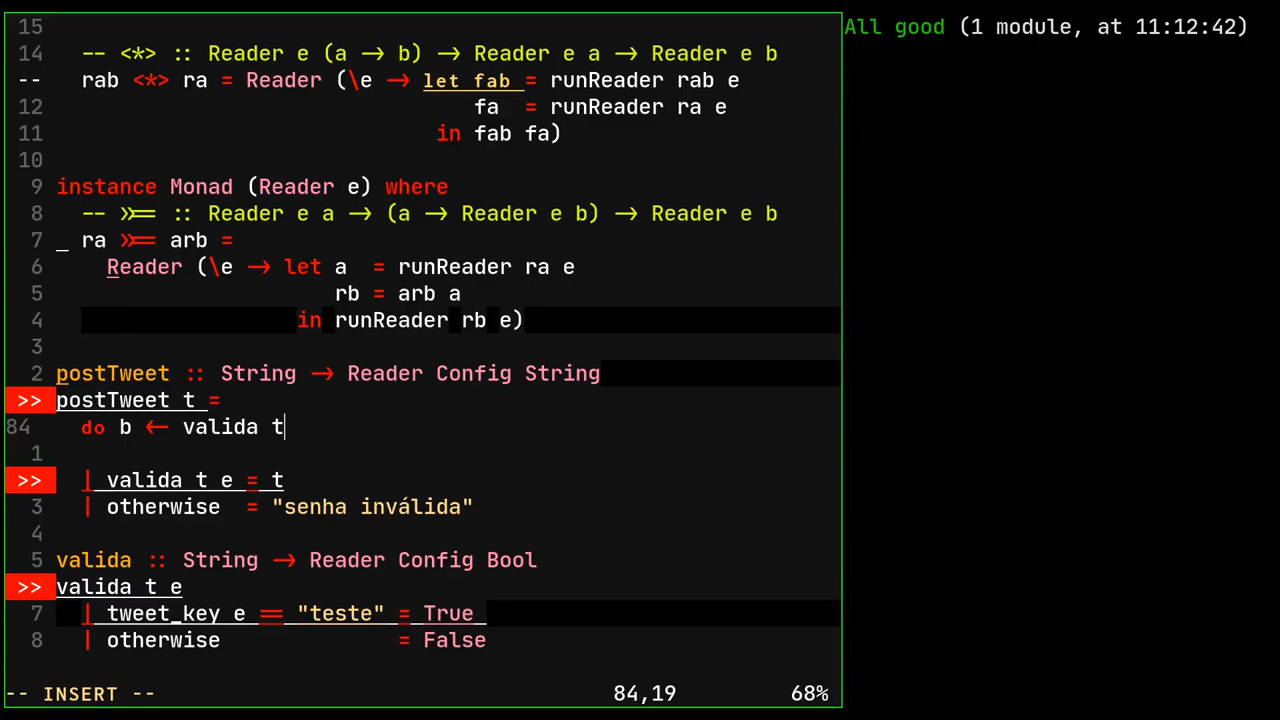 15
All good (1 module, at 11:12:42)
14 -- <*> :: Reader e (a -> b) -> Reader e a -> Reader e b
-- rab <*> ra = Reader (\e -> let fab = runReader rab e
12 fa = runReader ra e
11 in fab fa)
10
9 instance Monad (Reader e) where
8 -- >>= :: Reader e a -> (a -> Reader e b) -> Reader e b
7 _ ra >>= arb =
6 Reader (\e -> let a = runReader ra e
5 rb = arb a
4 in runReader rb e)
3
2 postTweet :: String -> Reader Config String
>> postTweet t =
84 do b <- valida t
1
>> | valida t e = t
3 | otherwise = "senha inválida"
4
5 valida :: String -> Reader Config Bool
>> valida t e
7 | tweet_key e == "teste" = True
8 | otherwise = False
-- INSERT -- 84,19 68%